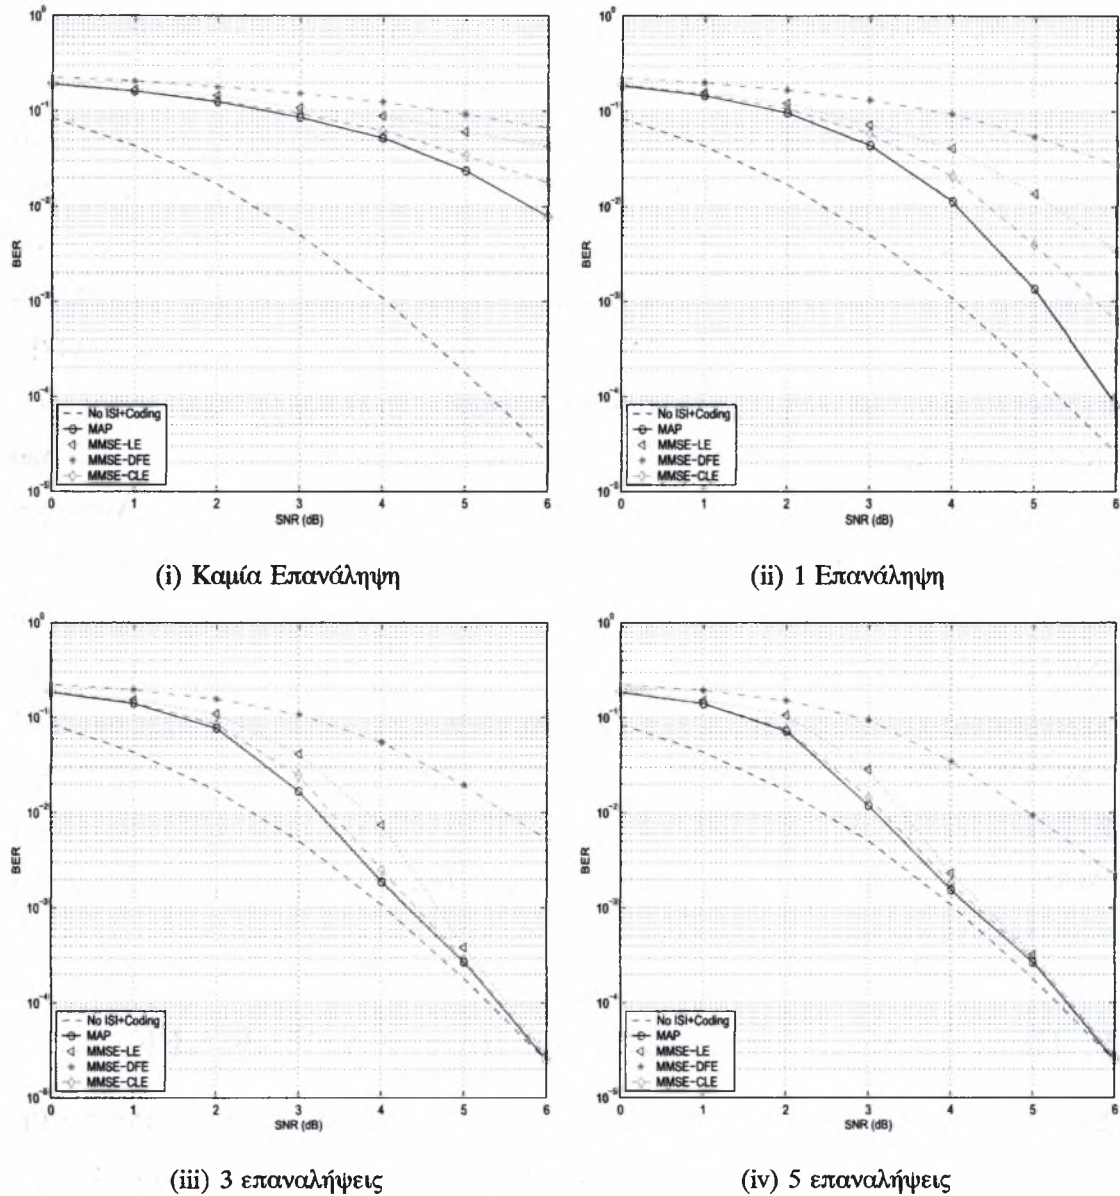 10⁰
10⁻¹
10⁻²
10⁻³
10⁻⁴
10⁻⁵
BER
No ISI+Coding
MAP
MMSE-LE
MMSE-DFE
MMSE-CLE
0 1 2 3 4 5 6
SNR (dB)
(i) Καμία Επανάληψη
10⁰
10⁻¹
10⁻²
10⁻³
10⁻⁴
10⁻⁵
BER
No ISI+Coding
MAP
MMSE-LE
MMSE-DFE
MMSE-CLE
0 1 2 3 4 5 6
SNR (dB)
(ii) 1 Επανάληψη
10⁰
10⁻¹
10⁻²
10⁻³
10⁻⁴
10⁻⁵
BER
No ISI+Coding
MAP
MMSE-LE
MMSE-DFE
MMSE-CLE
0 1 2 3 4 5 6
SNR (dB)
(iii) 3 επαναλήψεις
10⁰
10⁻¹
10⁻²
10⁻³
10⁻⁴
10⁻⁵
BER
No ISI+Coding
MAP
MMSE-LE
MMSE-DFE
MMSE-CLE
0 1 2 3 4 5 6
SNR (dB)
(iv) 5 επαναλήψεις